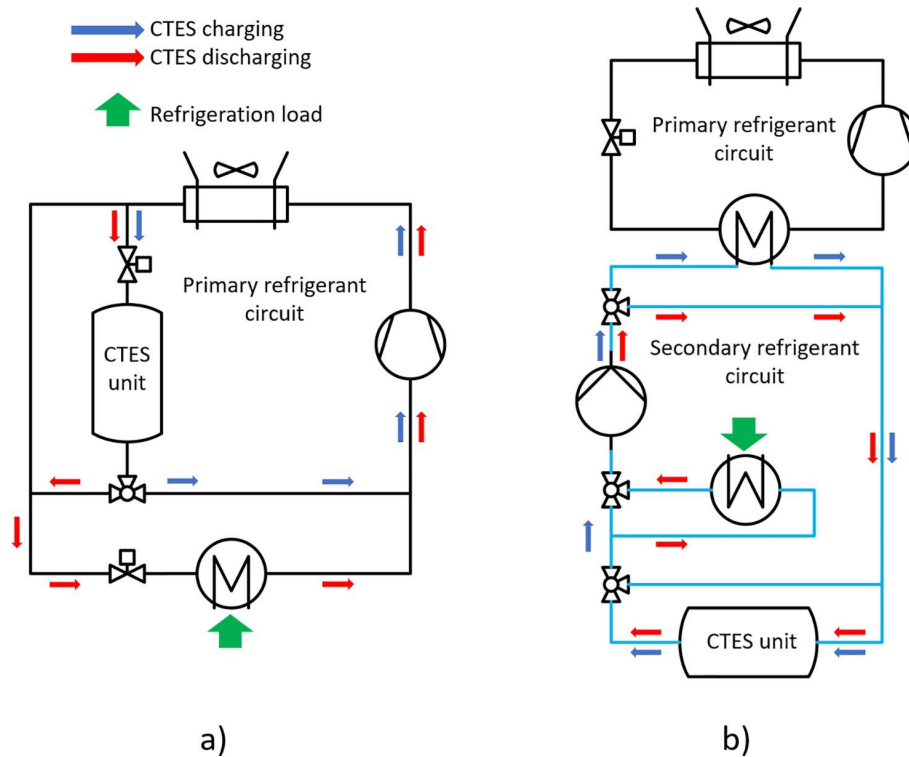 CTES charging
CTES discharging
Refrigeration load
Primary refrigerant
circuit
CTES
unit
a)
Primary refrigerant
circuit
Secondary refrigerant
circuit
CTES unit
b)